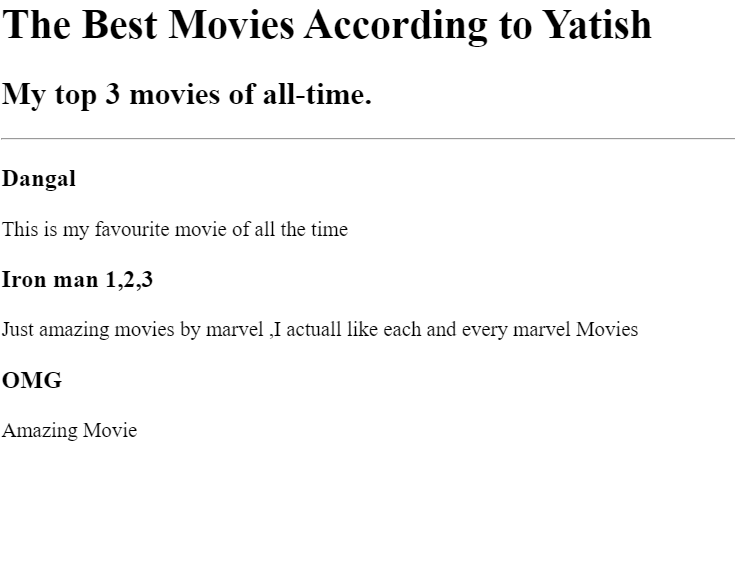 The Best Movies According to Yatish
My top 3 movies of all-time.
Dangal
This is my favourite movie of all the time
Iron man 1,2,3
Just amazing movies by marvel ,I actuall like each and every marvel Movies
OMG
Amazing Movie